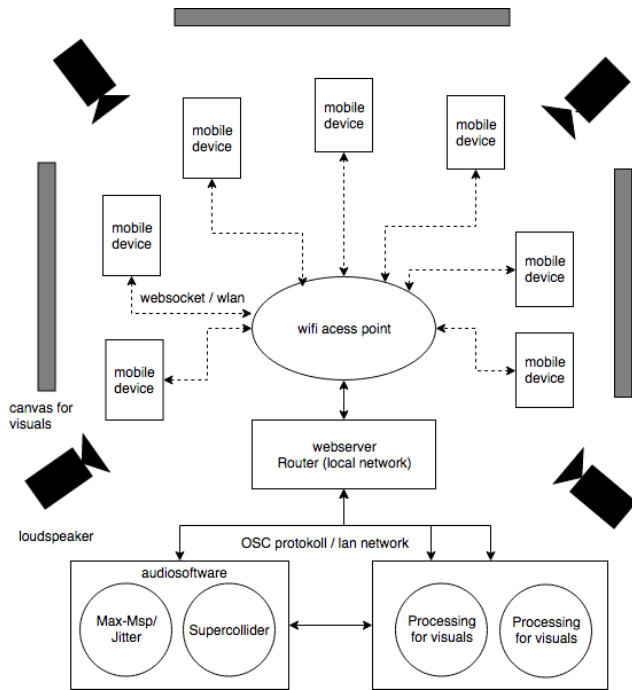 mobile
device
mobile
device
mobile
device
mobile
device
mobile
device
websocket / wlan
wifi acess point
mobile
device
mobile
device
canvas for
visuals
webserver
Router (local network)
loudspeaker
OSC protokoll / lan network
audiosoftware
Max-Msp/
Jitter
Supercollider
Processing
for visuals
Processing
for visuals